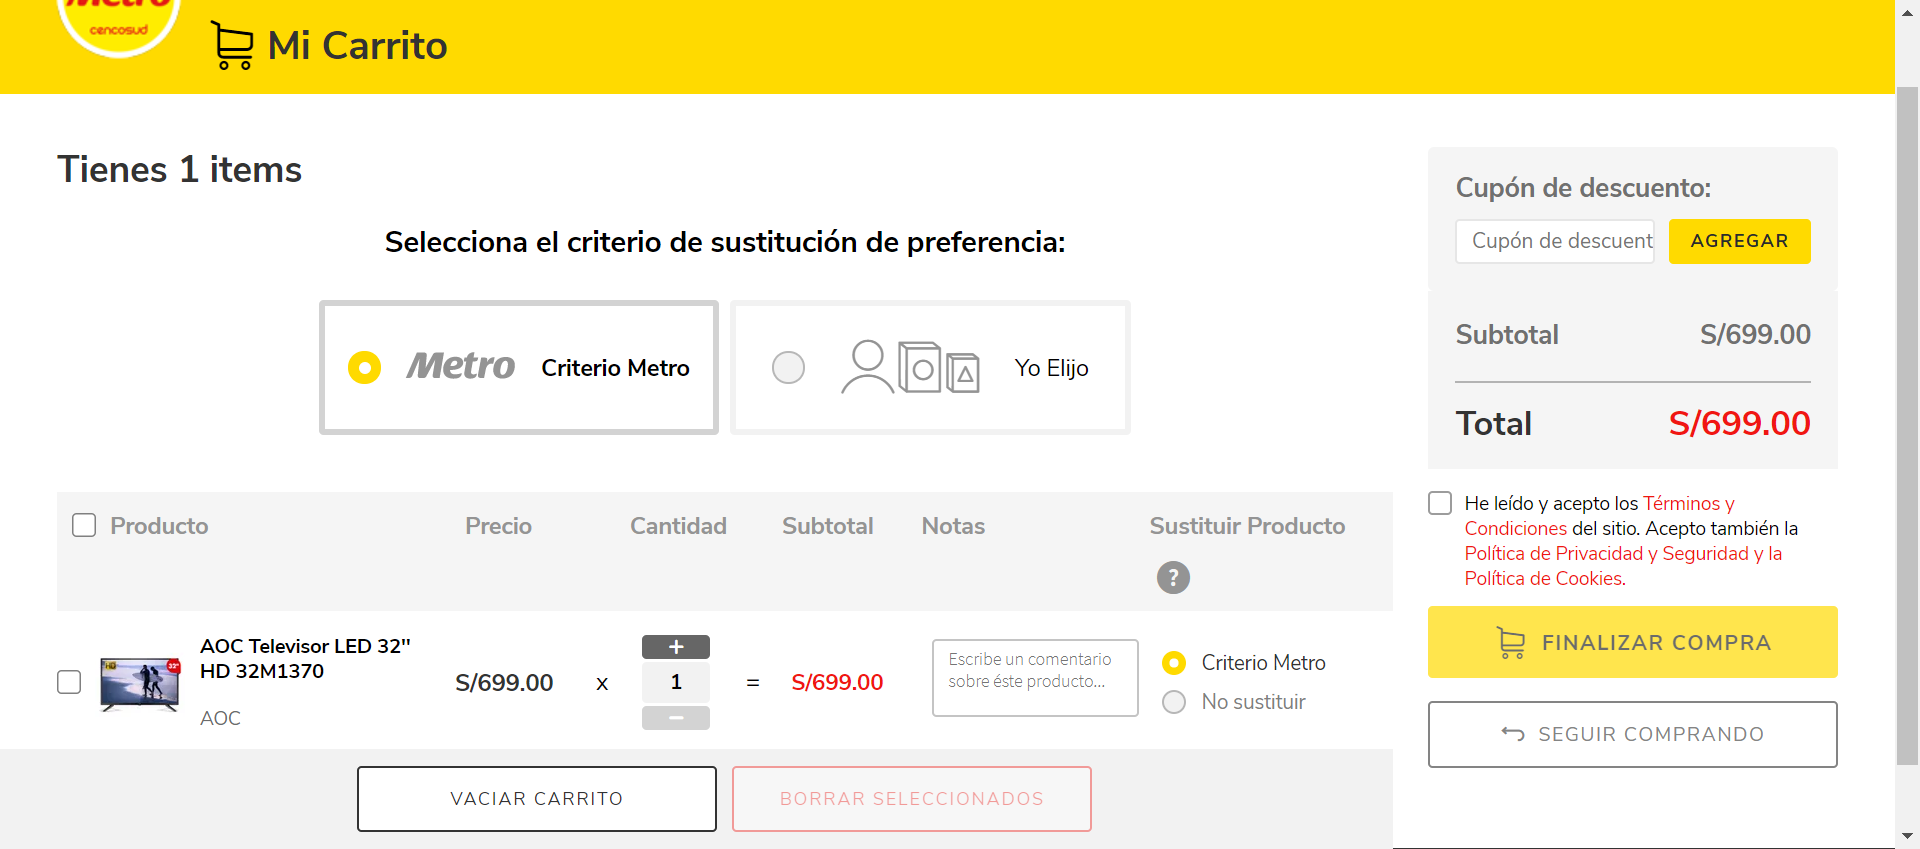 Metro
cencosud
Mi Carrito
Tienes 1 items
Selecciona el criterio de sustitución de preferencia:
Metro
Criterio Metro
Yo Elijo
Producto
Precio
Cantidad
Subtotal
Notas
Sustituir Producto
?
HD
32"
AOC Televisor LED 32"
HD 32M1370
AOC
S/699.00
x
+
1
−
=
S/699.00
Escribe un comentario
sobre éste producto...
Criterio Metro
No sustituir
VACIAR CARRITO
BORRAR SELECCIONADOS
Cupón de descuento:
Cupón de descuent
AGREGAR
Subtotal
S/699.00
Total
S/699.00
He leído y acepto los Términos y
Condiciones del sitio. Acepto también la
Política de Privacidad y Seguridad y la
Política de Cookies.
FINALIZAR COMPRA
SEGUIR COMPRANDO